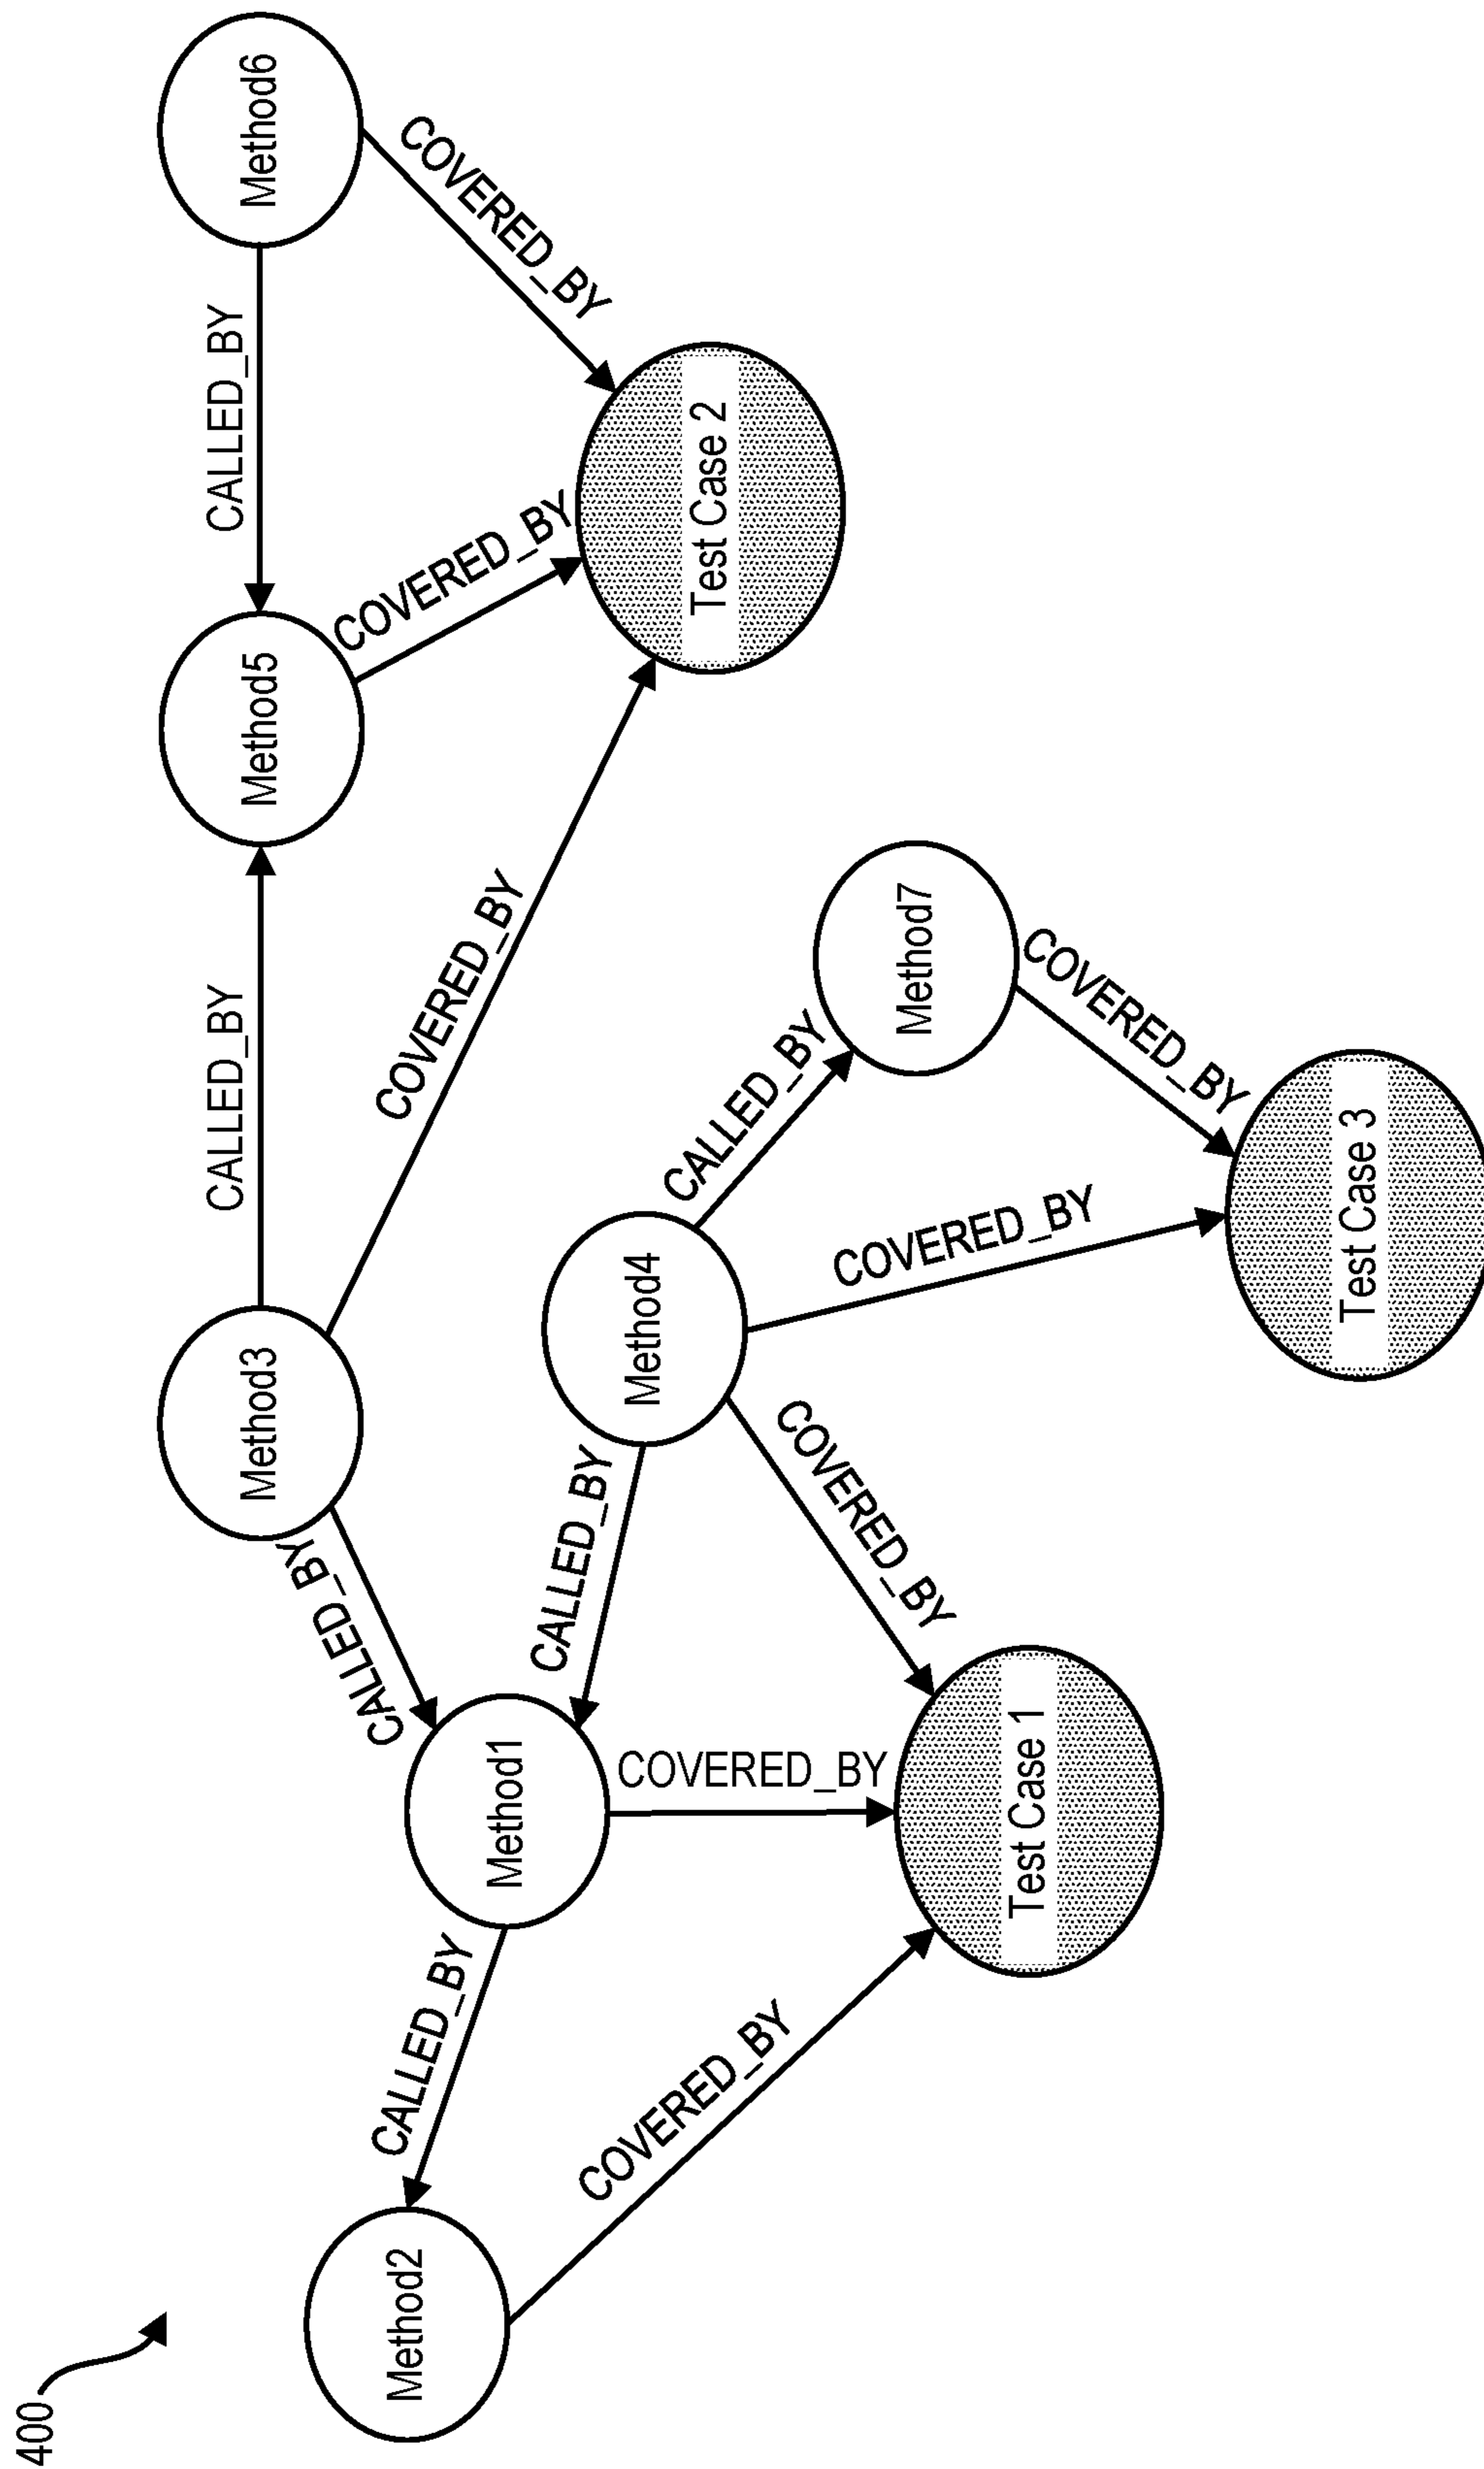 400
CALLED_BY
CALLED_BY
Method3
Method5
Method6
CALLED_BY
Method2
CALLED_BY
COVERED_BY
COVERED_BY
COVERED_BY
Method1
CALLED_BY
Method4
COVERED_BY
Test Case 2
CALLED_BY
COVERED_BY
COVERED_BY
Method7
COVERED_BY
Test Case 1
COVERED_BY
Test Case 3